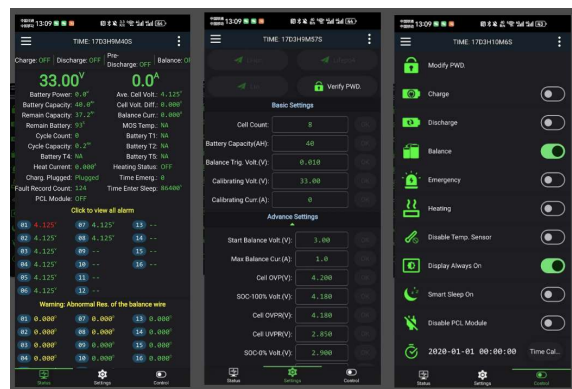 13:09
TIME: 17D3H9M40S
Charge: OFF Discharge: OFF Pre-Discharge: OFF Balance: O
33.00V 0.0A
Battery Power: 0.0 Ave. Cell Volt.: 4.125
Battery Capacity: 40.0 Cell Volt. Diff.: 0.000
Remain Capacity: 37.2 Balance Curr.: 0.000
Remain Battery: 93 MOS Temp.: NA
Cycle Count: 0 Battery T1: NA
Cycle Capacity: 0.2 Battery T2: NA
Battery T4: NA Battery T5: NA
Heat Current: 0.000 Heating Status: OFF
Charg. Plugged: Plugged Time Emerg.: 0
Fault Record Count: 124 Time Enter Sleep: 86400
PCL Module: OFF
Click to view all alarm
01 4.125 07 4.125 13 --
02 4.125 08 4.125 14 --
03 4.125 09 -- 15 --
04 4.125 10 -- 16 --
05 4.125 11 --
06 4.125 12 --
Warning: Abnormal Res. of the balance wire
01 0.000 07 0.000 13 0.000
02 0.000 08 0.000 14 0.000
03 0.000 09 0.000 15 0.000
04 0.000 10 0.000 16 0.000
Status Settings Control
13:09
TIME: 17D3H9M57S
Verify PWD.
Basic Settings
Cell Count: 8
Battery Capacity(AH): 40
Balance Trig. Volt.(V): 0.010
Calibrating Volt.(V): 33.00
Calibrating Curr.(A): 0
Advance Settings
Start Balance Volt.(V): 3.00
Max Balance Cur.(A): 1.0
Cell OVP(V): 4.200
SOC-100% Volt.(V): 4.180
Cell OVPR(V): 4.180
Cell UVPR(V): 2.850
SOC-0% Volt.(V): 2.900
Status Settings Control
13:09
TIME: 17D3H10M6S
Modify PWD.
Charge
Discharge
Balance
Emergency
Heating
Disable Temp. Sensor
Display Always On
Smart Sleep On
Disable PCL Module
2020-01-01 00:00:00 Time Cal..
Status Settings Control